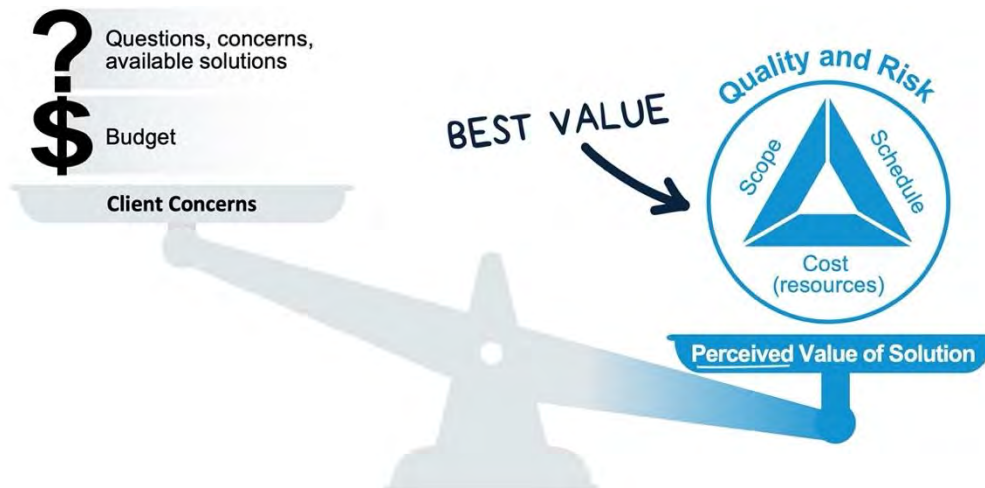 ?
Questions, concerns,
available solutions
$
Budget
Client Concerns
BEST VALUE
Quality and Risk
Scope
Schedule
Cost
(resources)
Perceived Value of Solution